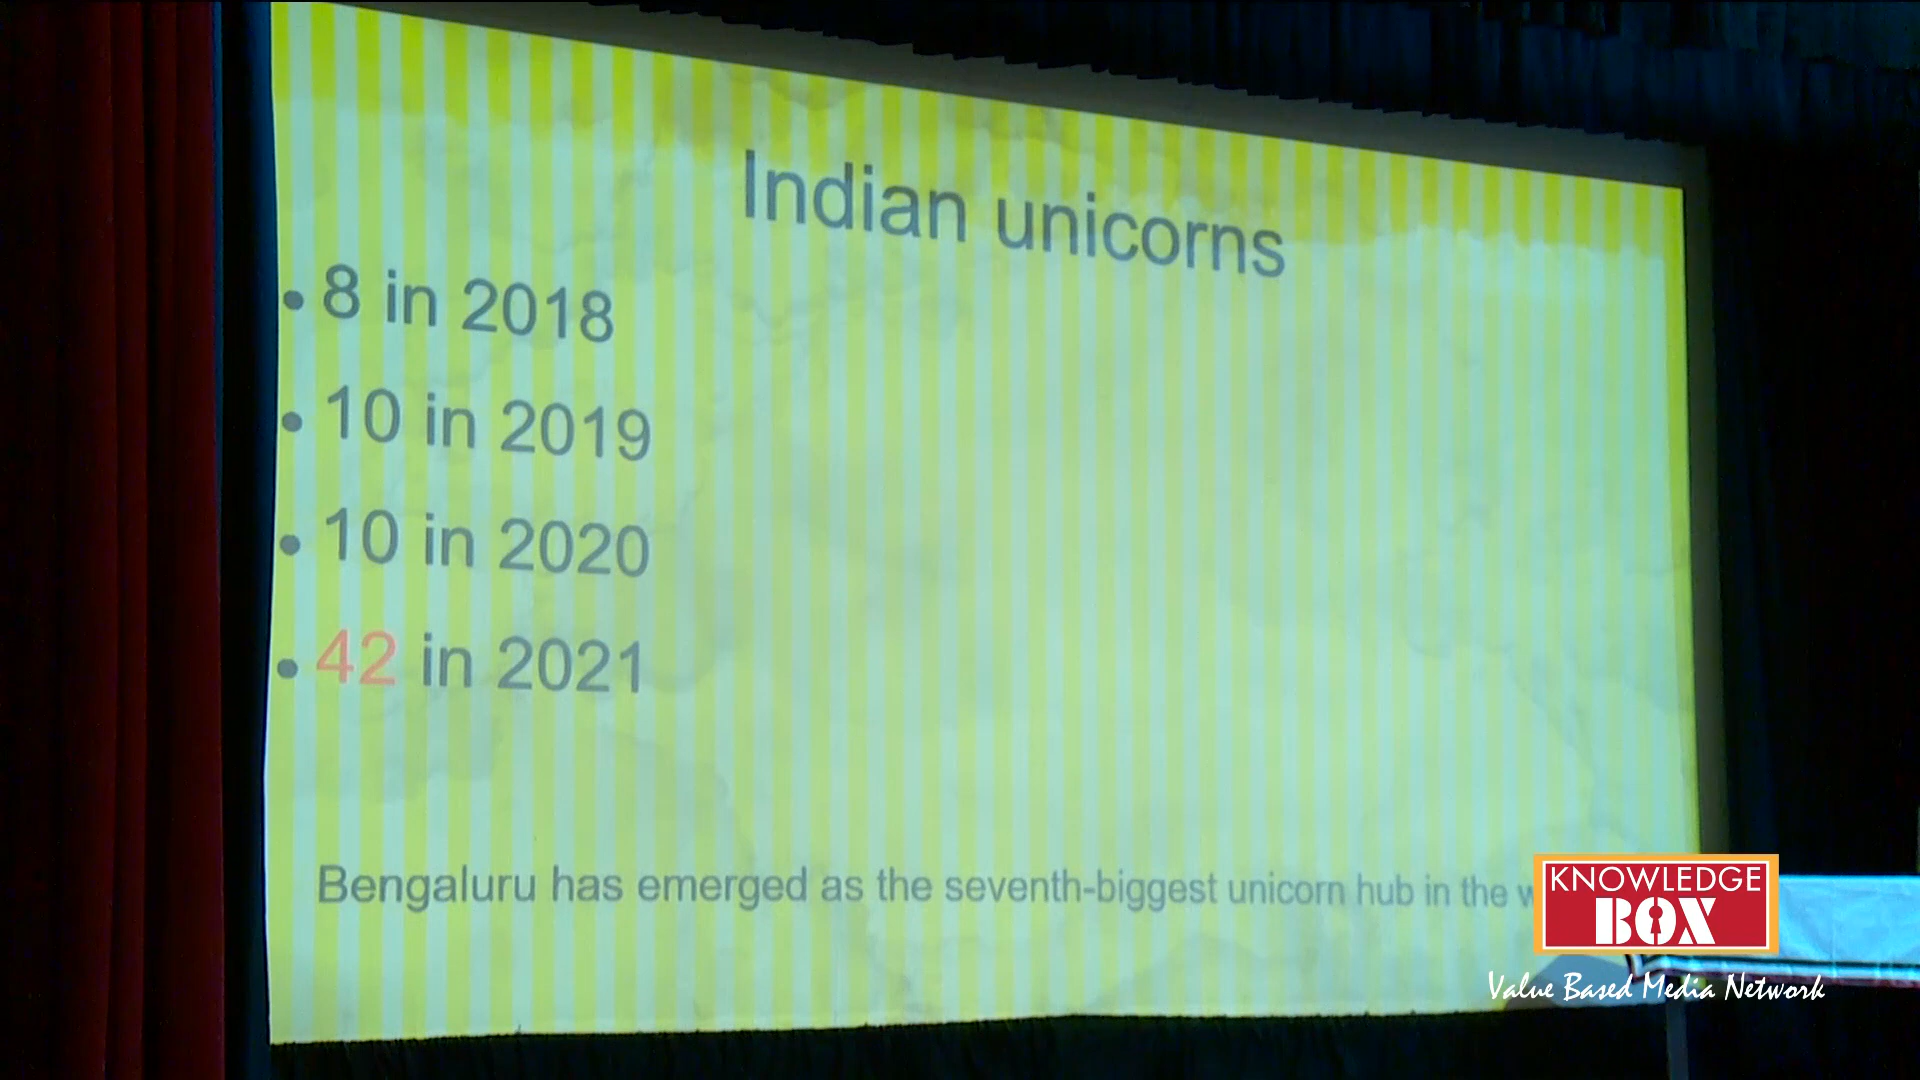 Indian unicorns
• 8 in 2018
• 10 in 2019
• 10 in 2020
• 42 in 2021
Bengaluru has emerged as the seventh-biggest unicorn hub in the
KNOWLEDGE
BOX
Value Based Media Network